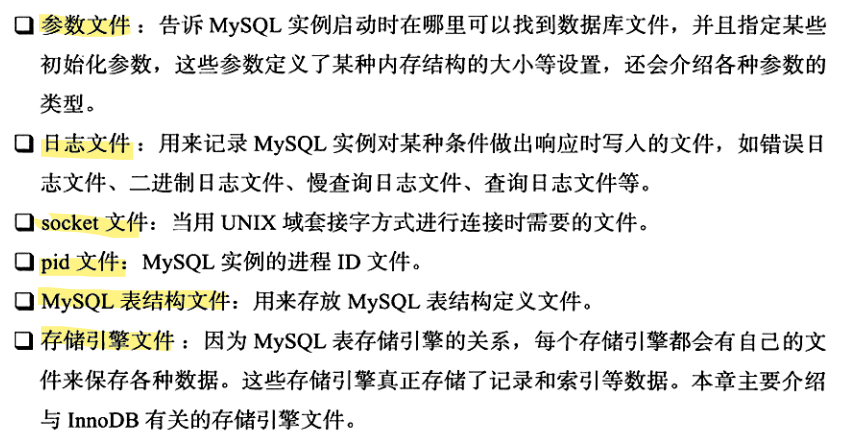 ❑ 参数文件：告诉 MySQL 实例启动时在哪里可以找到数据库文件，并且指定某些
初始化参数，这些参数定义了某种内存结构的大小等设置，还会介绍各种参数的
类型。
❑ 日志文件：用来记录 MySQL 实例对某种条件做出响应时写入的文件，如错误日
志文件、二进制日志文件、慢查询日志文件、查询日志文件等。
❑ socket 文件：当用 UNIX 域套接字方式进行连接时需要的文件。
❑ pid 文件：MySQL 实例的进程 ID 文件。
❑ MySQL 表结构文件：用来存放 MySQL 表结构定义文件。
❑ 存储引擎文件：因为 MySQL 表存储引擎的关系，每个存储引擎都会有自己的文
件来保存各种数据。这些存储引擎真正存储了记录和索引等数据。本章主要介绍
与 InnoDB 有关的存储引擎文件。